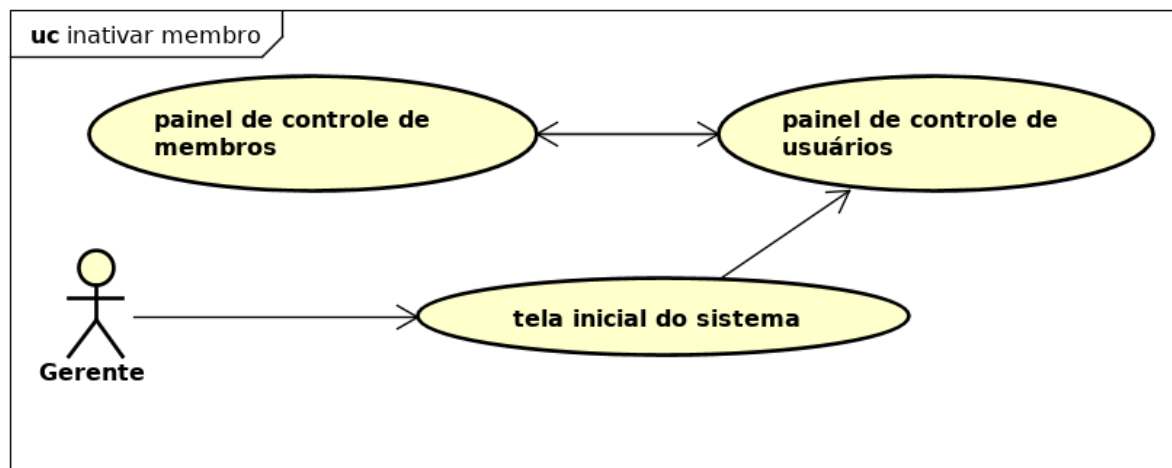 uc inativar membro
painel de controle de
membros
painel de controle de
usuários
tela inicial do sistema
Gerente